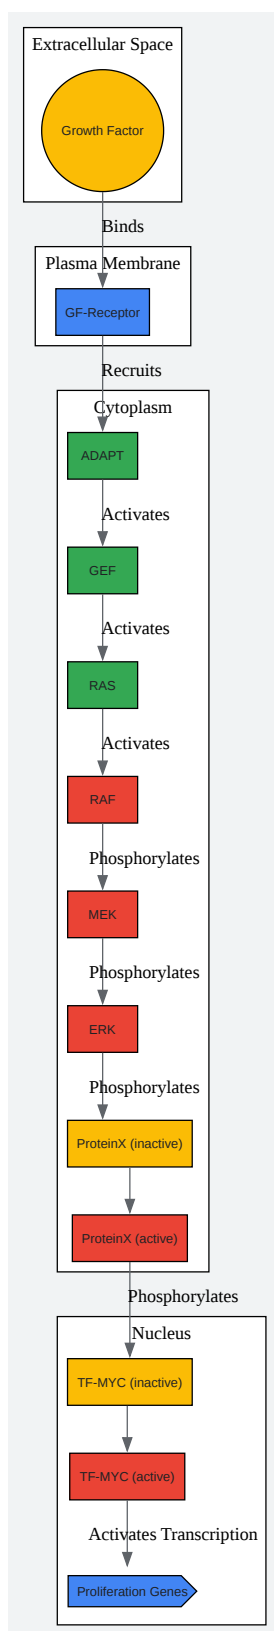 Extracellular Space
Growth Factor
Binds
Plasma Membrane
GF-Receptor
Recruits
Cytoplasm
ADAPT
Activates
GEF
Activates
RAS
Activates
RAF
Phosphorylates
MEK
Phosphorylates
ERK
Phosphorylates
ProteinX (inactive)
ProteinX (active)
Phosphorylates
Nucleus
TF-MYC (inactive)
TF-MYC (active)
Activates Transcription
Proliferation Genes